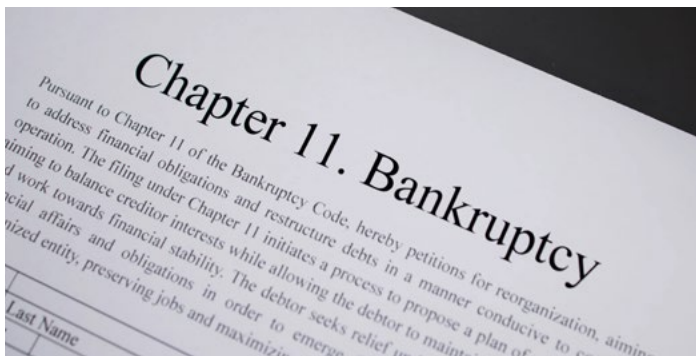 Chapter 11. Bankruptcy
Pursuant to Chapter 11 of the Bankruptcy Code, hereby petitions for reorganization, aiming
to address financial obligations and restructure debts in a manner conducive to
operation. The filing under Chapter 11 initiates a process to propose a plan of
aiming to balance creditor interests while allowing the debtor to
work towards financial stability. The debtor seeks relief
affairs and obligations in order to emerge
entity, preserving jobs and
Last Name